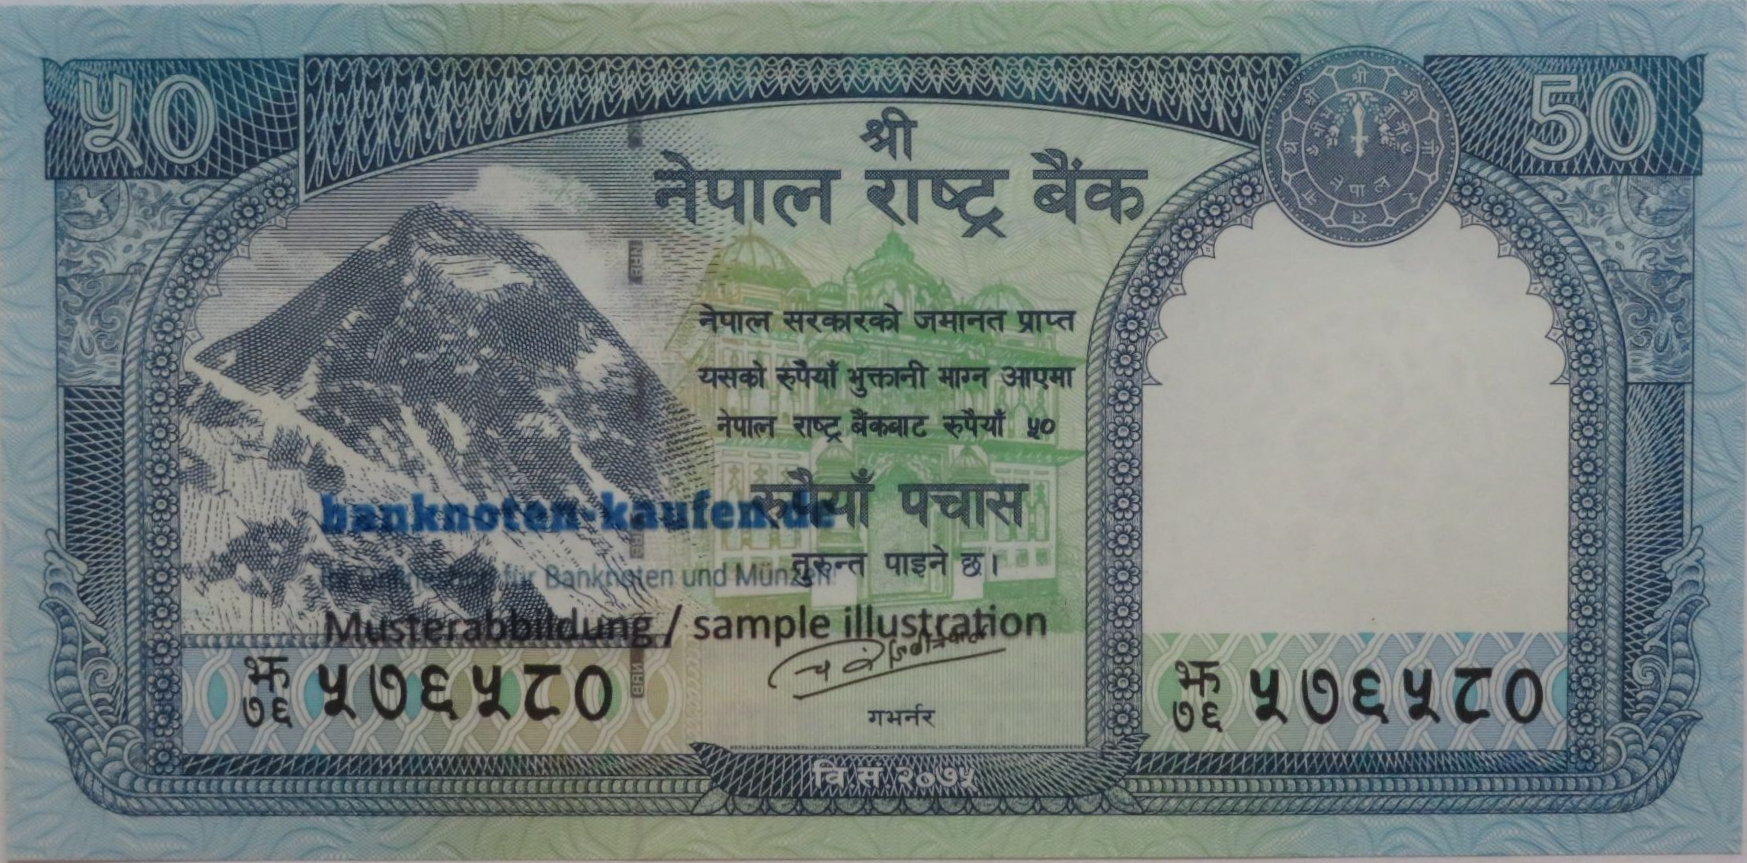 ५० 50
श्री
नेपाल राष्ट्र बैंक
नेपाल सरकारको जमानत प्राप्त
यसको रुपैयाँ भुक्तानी माग्न आएमा
नेपाल राष्ट्र बैंकबाट रुपैयाँ ५०
रुपैयाँ पचास
banknoten-kaufen.de
तुरुन्त पाइने छ।
für Banknoten und Münzen
Musterabbildung / sample illustration
झ ७६ ५७६५८०
झ ७६ ५७६५८०
गभर्नर
वि.सं.२०७५